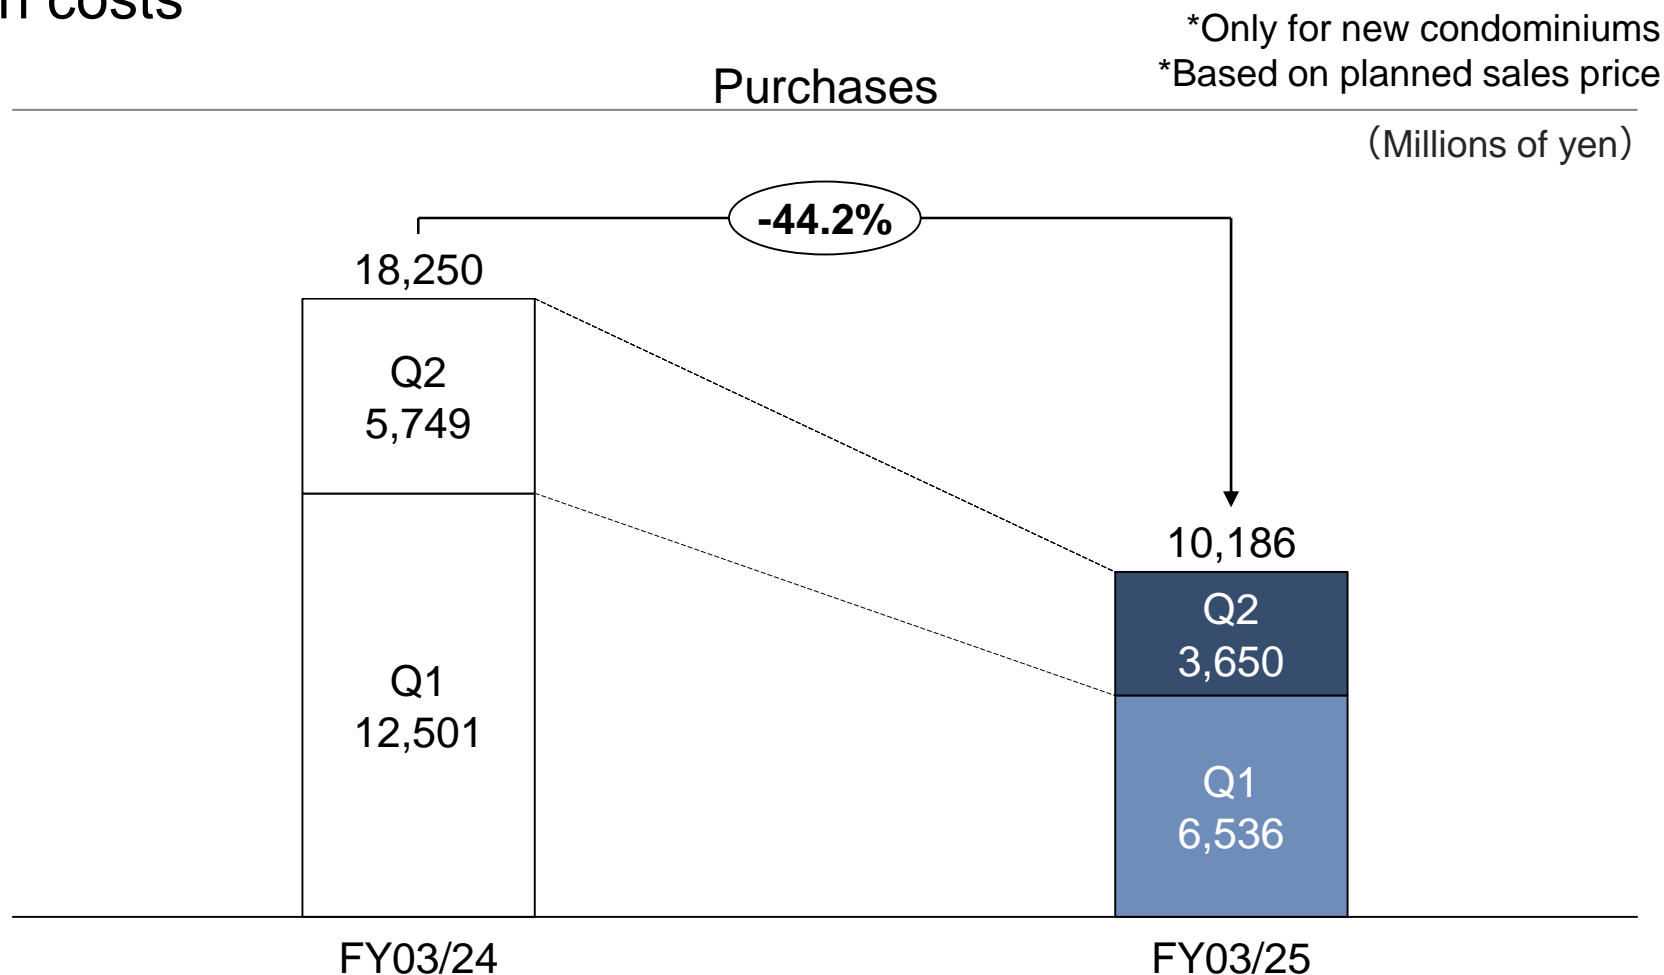 costs
*Only for new condominiums
*Based on planned sales price
Purchases
（Millions of yen）
-44.2%
18,250
Q2
5,749
Q1
12,501
10,186
Q2
3,650
Q1
6,536
FY03/24
FY03/25